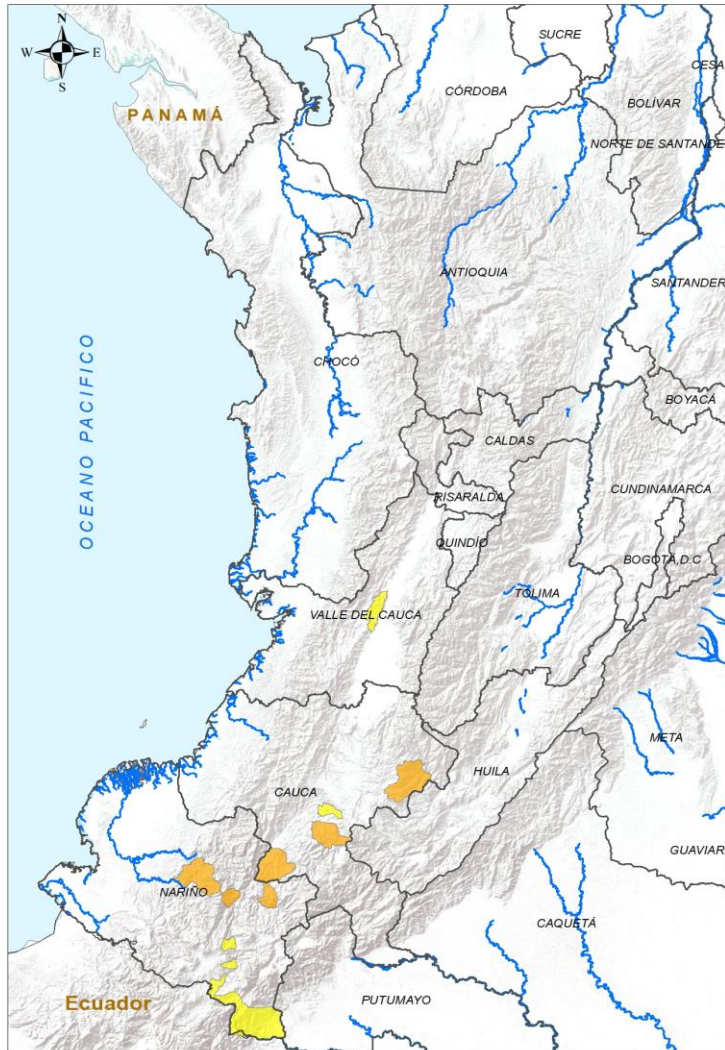 N
W E
S
SUCRE
CÓRDOBA
CESA
PANAMÁ
BOLÍVAR
NORTE DE SANTANDE
ANTIOQUIA
SANTANDER
OCEANO PACIFICO
CHOCÓ
BOYACÁ
CALDAS
CUNDINAMARCA
RISARALDA
QUINDÍO
BOGOTÁ, D.C
TOLIMA
VALLE DEL CAUCA
META
HUILA
CAUCA
GUAVIAR
NARIÑO
CAQUETÁ
Ecuador
PUTUMAYO